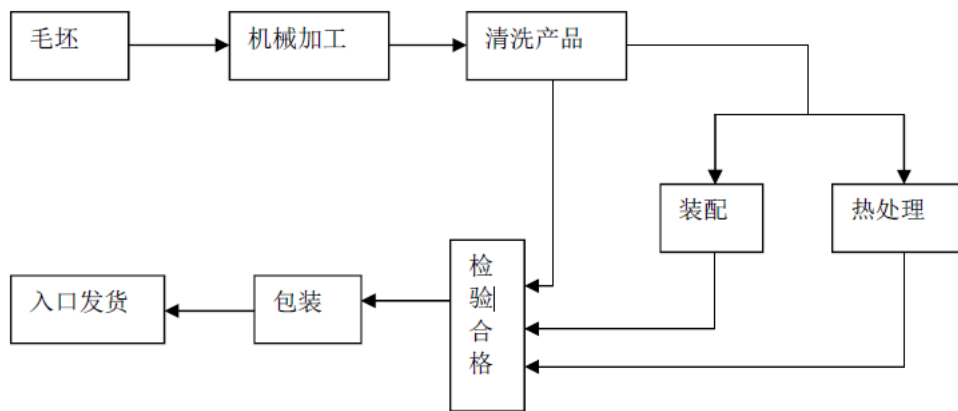 毛坯
机械加工
清洗产品
装配
热处理
检
验
合
格
包装
入口发货